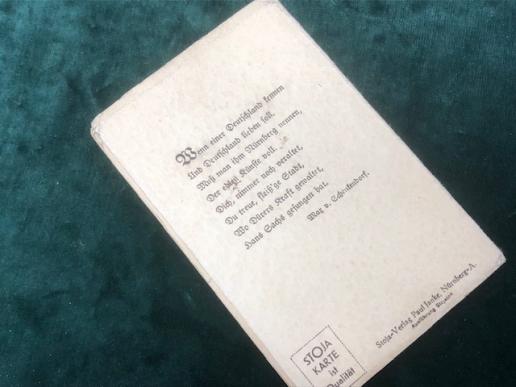 Wenn einer Deutschland kennen
Und Deutschland lieben soll,
Muß man ihm Nürnberg nennen,
Der edlen Künste voll.
Dich, nimmer noch veraltet,
Du treue, fleiß'ge Stadt,
Wo Dürers Kraft gewaltet,
Hans Sachs gesungen hat.
Max v. Schenkendorf.
Stoja-Verlag Paul Janke, Nürnberg-A.
STOJA
KARTE
ist
Qualität